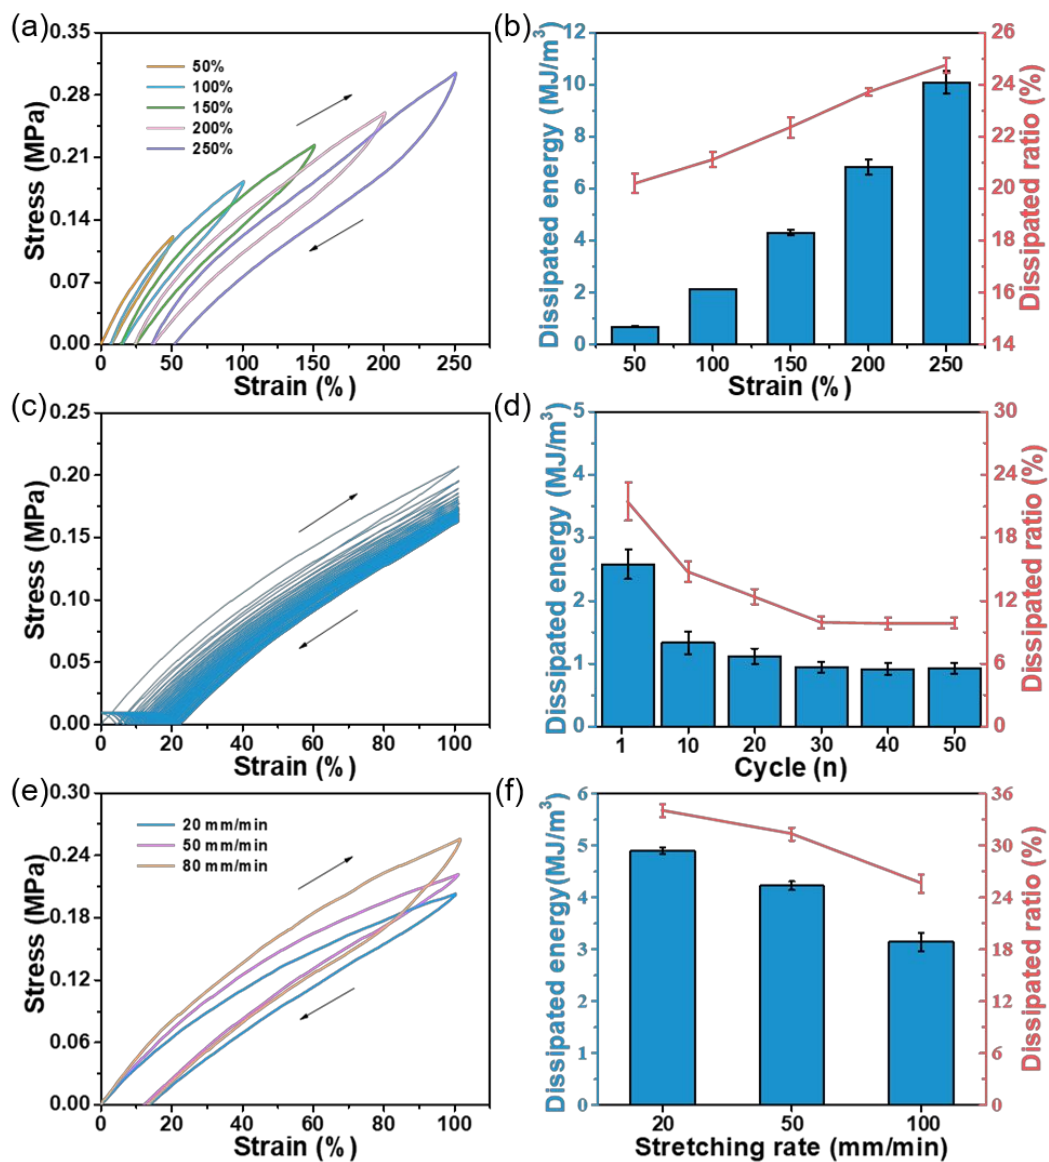 (a)
0.35
0.28
0.21
0.14
0.07
0.00
Stress (MPa)
50%
100%
150%
200%
250%
0 50 100 150 200 250
Strain (%)
(b)
12
10
8
6
4
2
0
Dissipated energy (MJ/m³)
26
24
22
20
18
16
14
Dissipated ratio (%)
50 100 150 200 250
Strain (%)
(c)
0.25
0.20
0.15
0.10
0.05
0.00
Stress (MPa)
0 20 40 60 80 100
Strain (%)
(d)
5
4
3
2
1
0
Dissipated energy (MJ/m³)
30
24
18
12
6
0
Dissipated ratio (%)
1 10 20 30 40 50
Cycle (n)
(e)
0.30
0.24
0.18
0.12
0.06
0.00
Stress (MPa)
20 mm/min
50 mm/min
80 mm/min
0 20 40 60 80 100
Strain (%)
(f)
6
5
4
3
2
1
0
Dissipated energy(MJ/m³)
36
30
24
18
12
6
0
Dissipated ratio (%)
20 50 100
Stretching rate (mm/min)